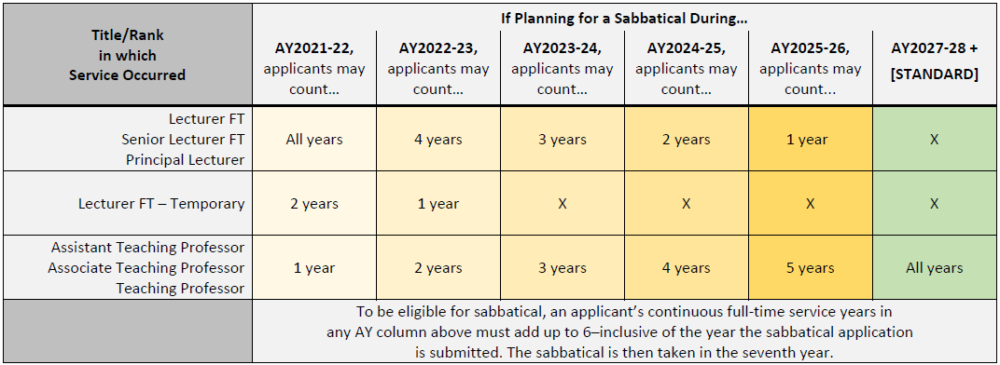 If Planning for a Sabbatical During...
Title/Rank
in which
Service Occurred
AY2021-22,
applicants may
count...
AY2022-23,
applicants may
count...
AY2023-24,
applicants may
count...
AY2024-25,
applicants may
count...
AY2025-26,
applicants may
count...
AY2027-28 +
[STANDARD]
Lecturer FT
Senior Lecturer FT
Principal Lecturer
All years
4 years
3 years
2 years
1 year
X
Lecturer FT – Temporary
2 years
1 year
X
X
X
X
Assistant Teaching Professor
Associate Teaching Professor
Teaching Professor
1 year
2 years
3 years
4 years
5 years
All years
To be eligible for sabbatical, an applicant’s continuous full-time service years in
any AY column above must add up to 6–inclusive of the year the sabbatical application
is submitted. The sabbatical is then taken in the seventh year.